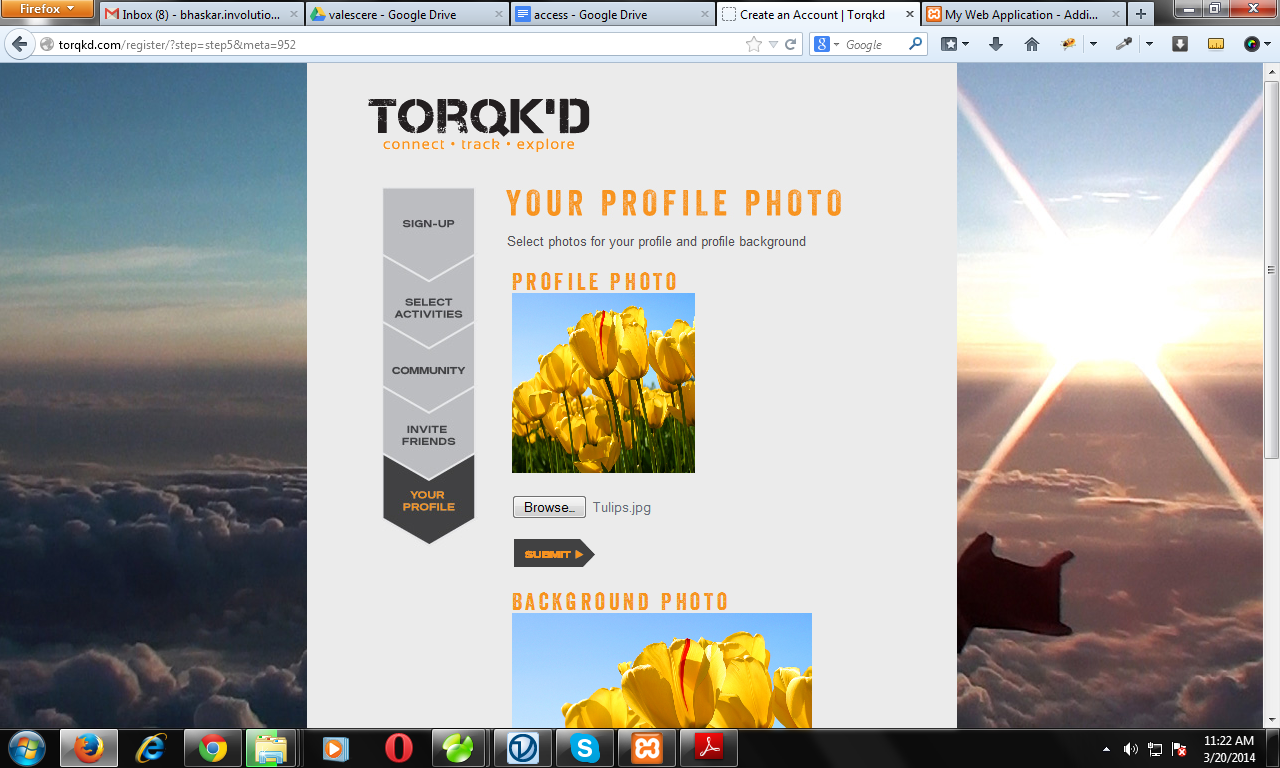 Firefox
Inbox (8) - bhaskar.involutio...
valescere - Google Drive
access - Google Drive
Create an Account | Torqkd
My Web Application - Addi...
torqkd.com/register/?step=step5&meta=952
Google
TORQK'D
connect • track • explore
SIGN-UP
SELECT
ACTIVITIES
COMMUNITY
INVITE
FRIENDS
YOUR
PROFILE
YOUR PROFILE PHOTO
Select photos for your profile and profile background
PROFILE PHOTO
Browse... Tulips.jpg
SUBMIT
BACKGROUND PHOTO
11:22 AM
3/20/2014